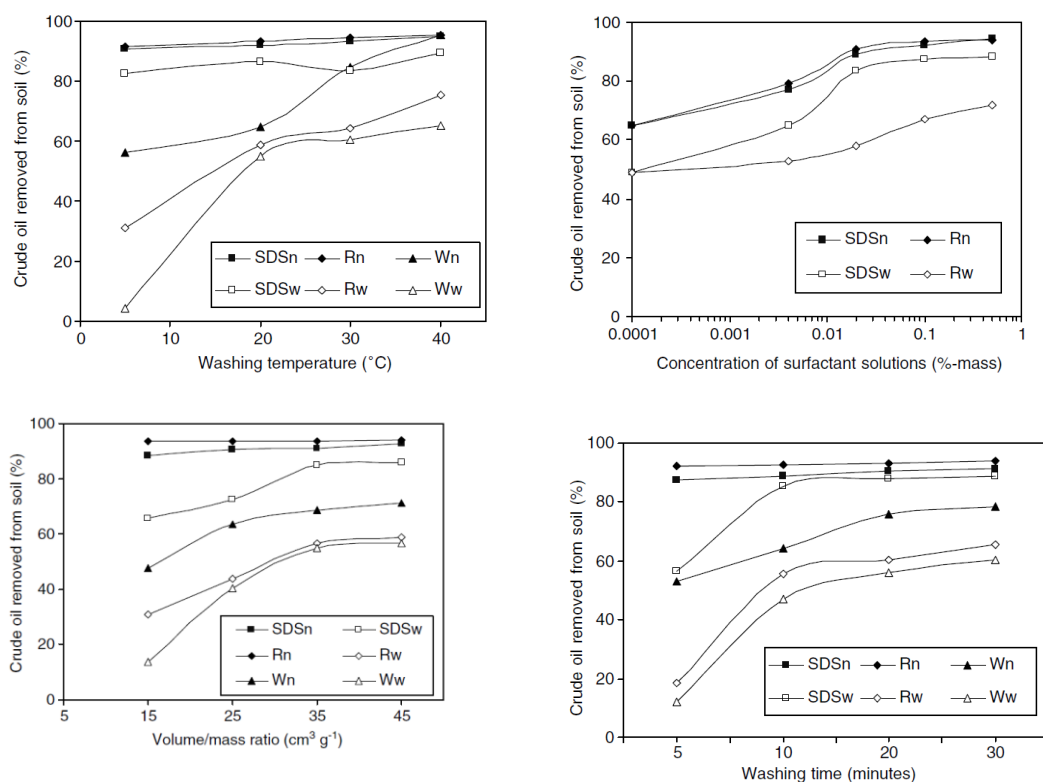 Crude oil removed from soil (%)
100
80
60
40
20
0
SDSn Rn Wn
SDSw Rw Ww
0 10 20 30 40
Washing temperature (°C)
Crude oil removed from soil (%)
100
80
60
40
20
0
SDSn Rn
SDSw Rw
0.0001 0.001 0.01 0.1 1
Concentration of surfactant solutions (%-mass)
Crude oil removed from soil (%)
100
80
60
40
20
0
SDSn SDSw
Rn Rw
Wn Ww
5 15 25 35 45
Volume/mass ratio (cm³ g⁻¹)
Crude oil removed from soil (%)
100
80
60
40
20
0
SDSn Rn Wn
SDSw Rw Ww
5 10 20 30
Washing time (minutes)